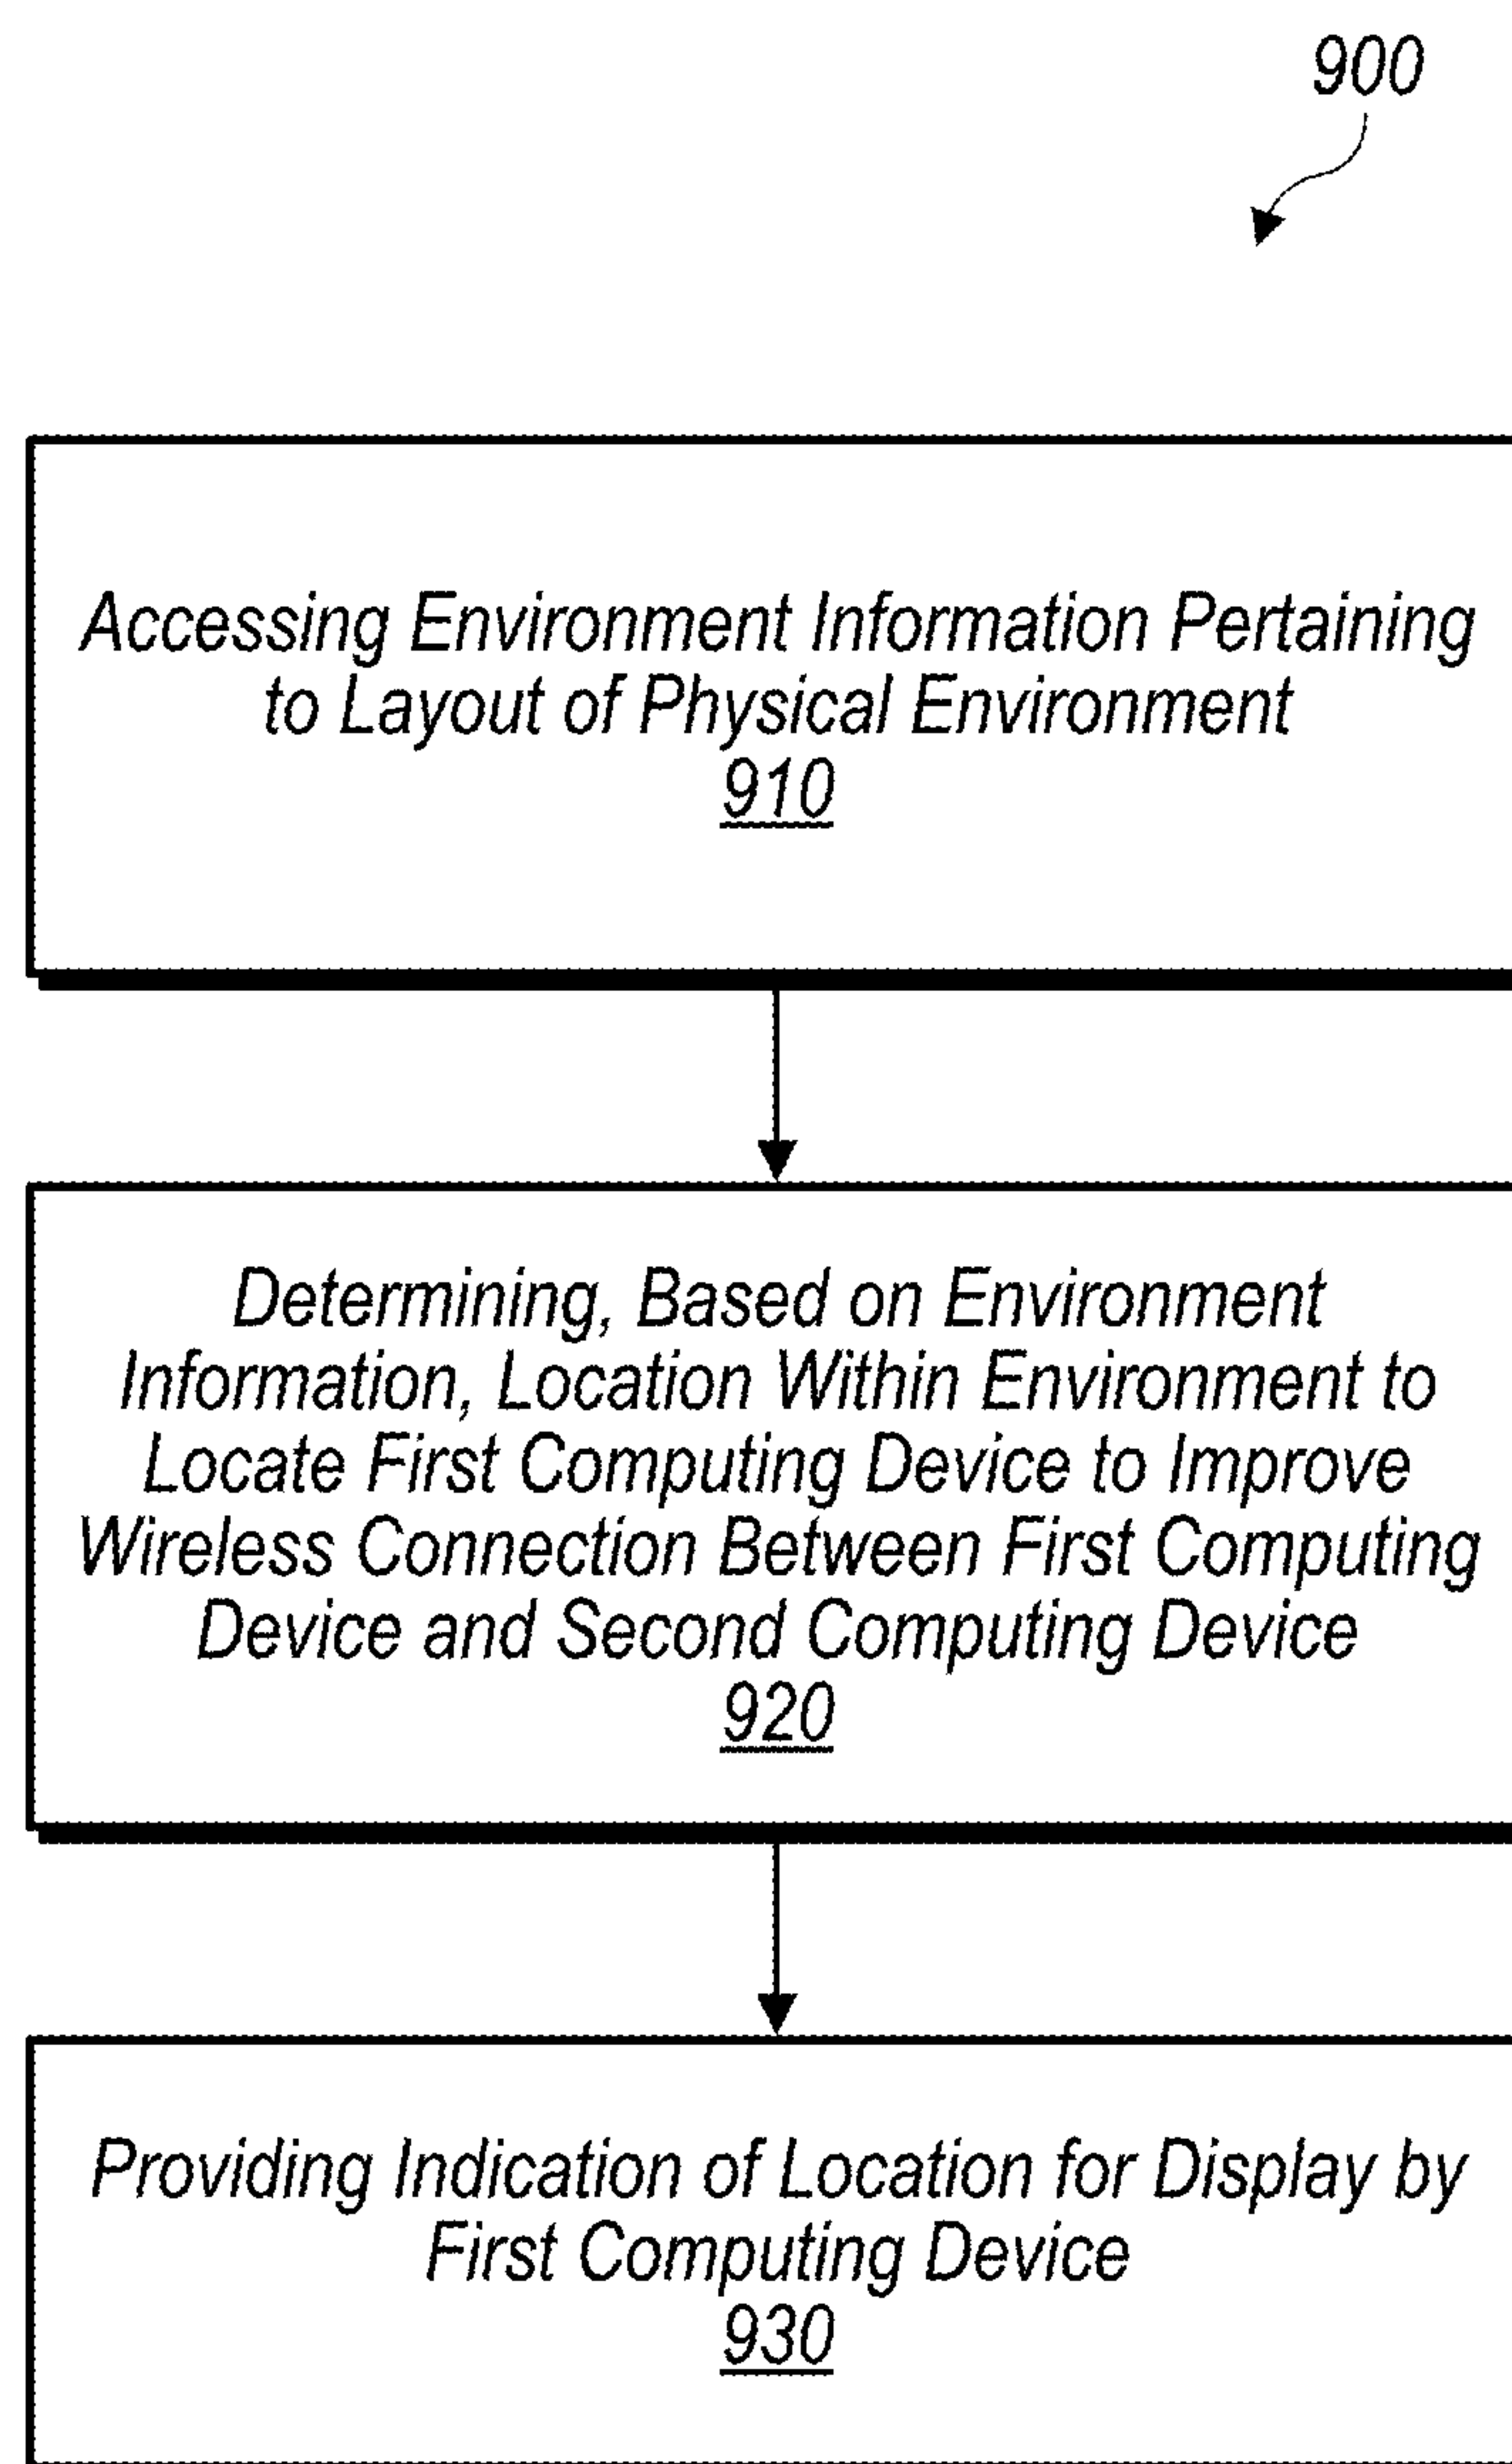 900
Accessing Environment Information Pertaining
to Layout of Physical Environment
910
Determining, Based on Environment
Information, Location Within Environment to
Locate First Computing Device to Improve
Wireless Connection Between First Computing
Device and Second Computing Device
920
Providing Indication of Location for Display by
First Computing Device
930